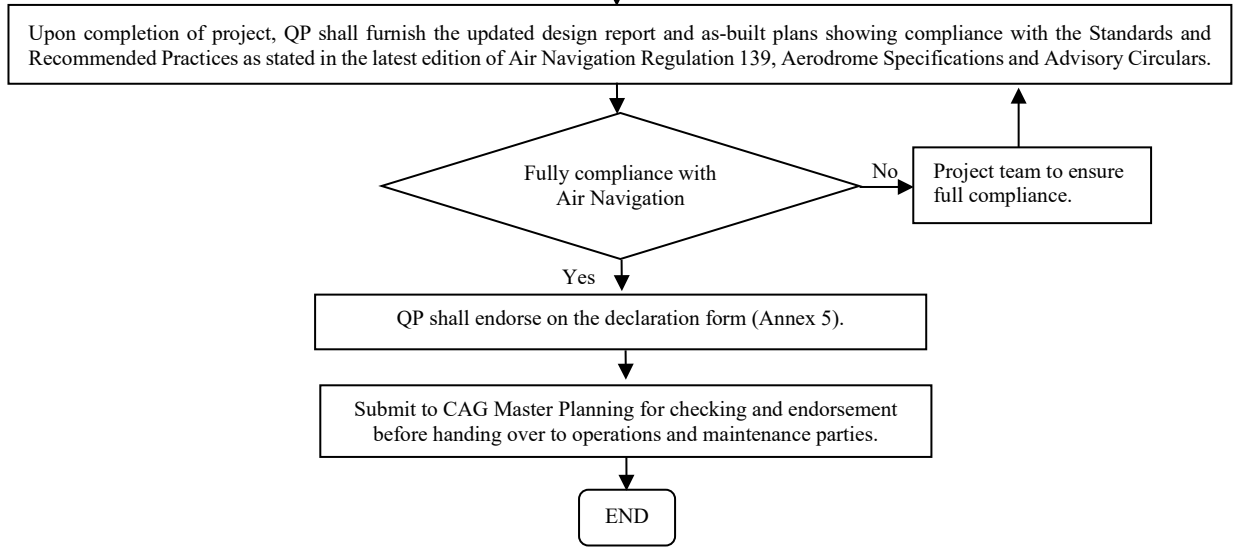 Upon completion of project, QP shall furnish the updated design report and as-built plans showing compliance with the Standards and
Recommended Practices as stated in the latest edition of Air Navigation Regulation 139, Aerodrome Specifications and Advisory Circulars.
Fully compliance with
Air Navigation
No
Project team to ensure
full compliance.
Yes
QP shall endorse on the declaration form (Annex 5).
Submit to CAG Master Planning for checking and endorsement
before handing over to operations and maintenance parties.
END